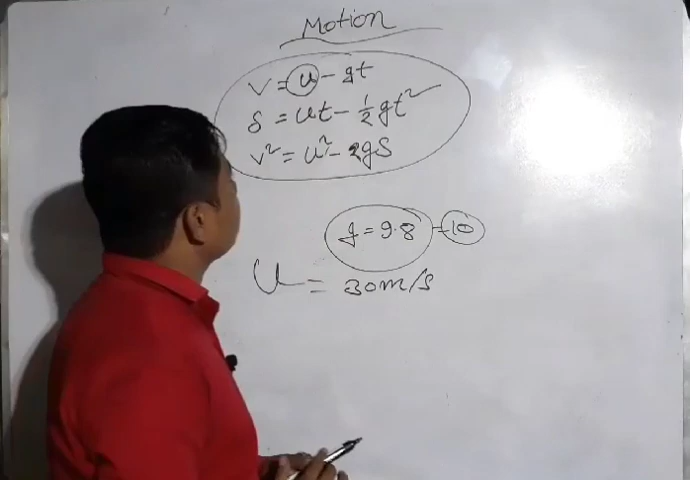 Motion
v = u - gt
s = ut - ½gt²
v² = u² - 2gs
g = 9.8 = 10
u = 30m/s